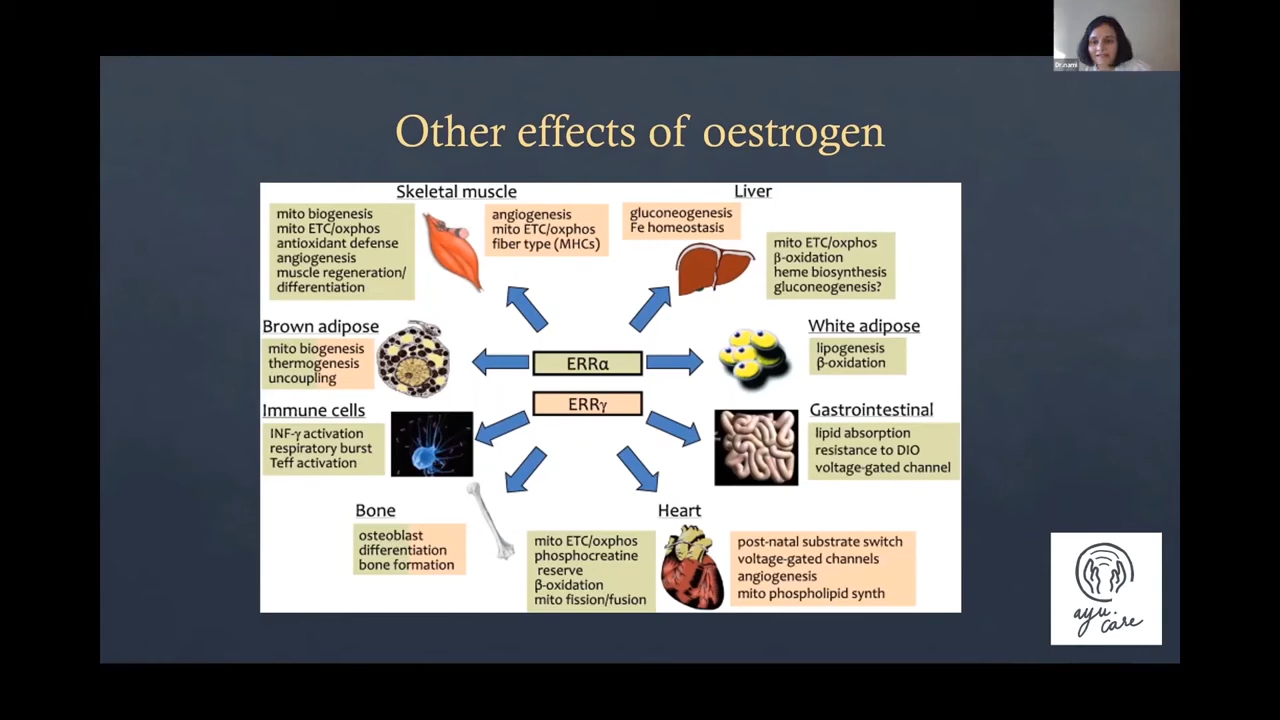 Dr.nami
Other effects of oestrogen
Skeletal muscle
mito biogenesis
mito ETC/oxphos
antioxidant defense
angiogenesis
muscle regeneration/
differentiation
angiogenesis
mito ETC/oxphos
fiber type (MHCs)
Liver
gluconeogenesis
Fe homeostasis
mito ETC/oxphos
β-oxidation
heme biosynthesis
gluconeogenesis?
Brown adipose
mito biogenesis
thermogenesis
uncoupling
ERRα
ERRγ
White adipose
lipogenesis
β-oxidation
Immune cells
INF-γ activation
respiratory burst
Teff activation
Gastrointestinal
lipid absorption
resistance to DIO
voltage-gated channel
Bone
osteoblast
differentiation
bone formation
Heart
mito ETC/oxphos
phosphocreatine
reserve
β-oxidation
mito fission/fusion
post-natal substrate switch
voltage-gated channels
angiogenesis
mito phospholipid synth
ayu.
care